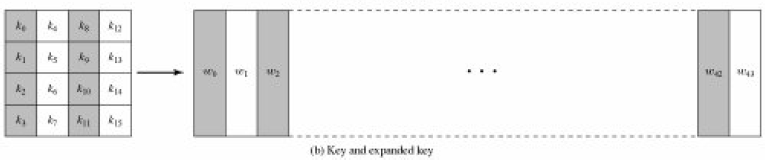 k₀ k₄ k₈ k₁₂
k₁ k₅ k₉ k₁₃
k₂ k₆ k₁₀ k₁₄
k₃ k₇ k₁₁ k₁₅
w₀ w₁ w₂ • • • w₄₂ w₄₃
(b) Key and expanded key